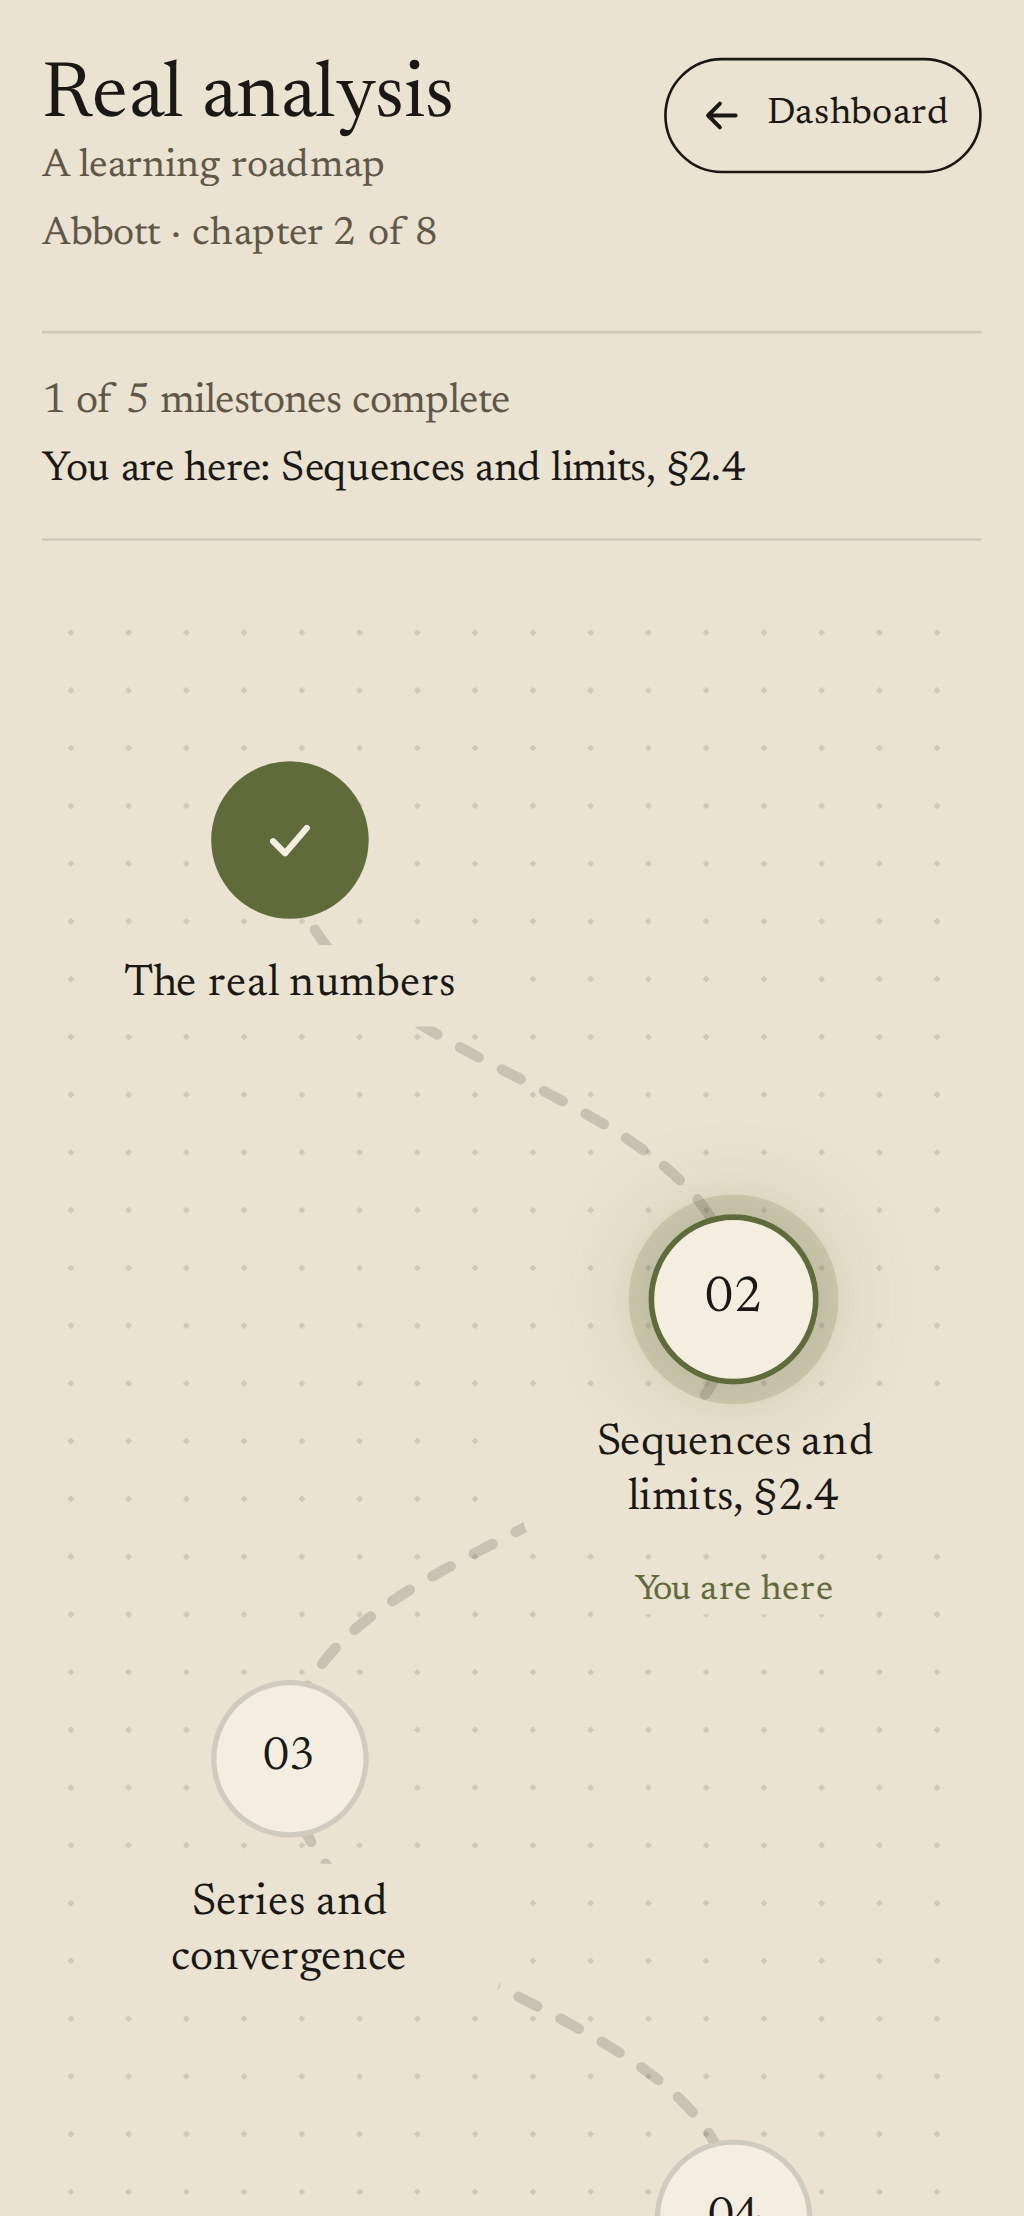 Real analysis
Dashboard
A learning roadmap
Abbott · chapter 2 of 8
1 of 5 milestones complete
You are here: Sequences and limits, §2.4
The real numbers
02
Sequences and
limits, §2.4
You are here
03
Series and
convergence
04